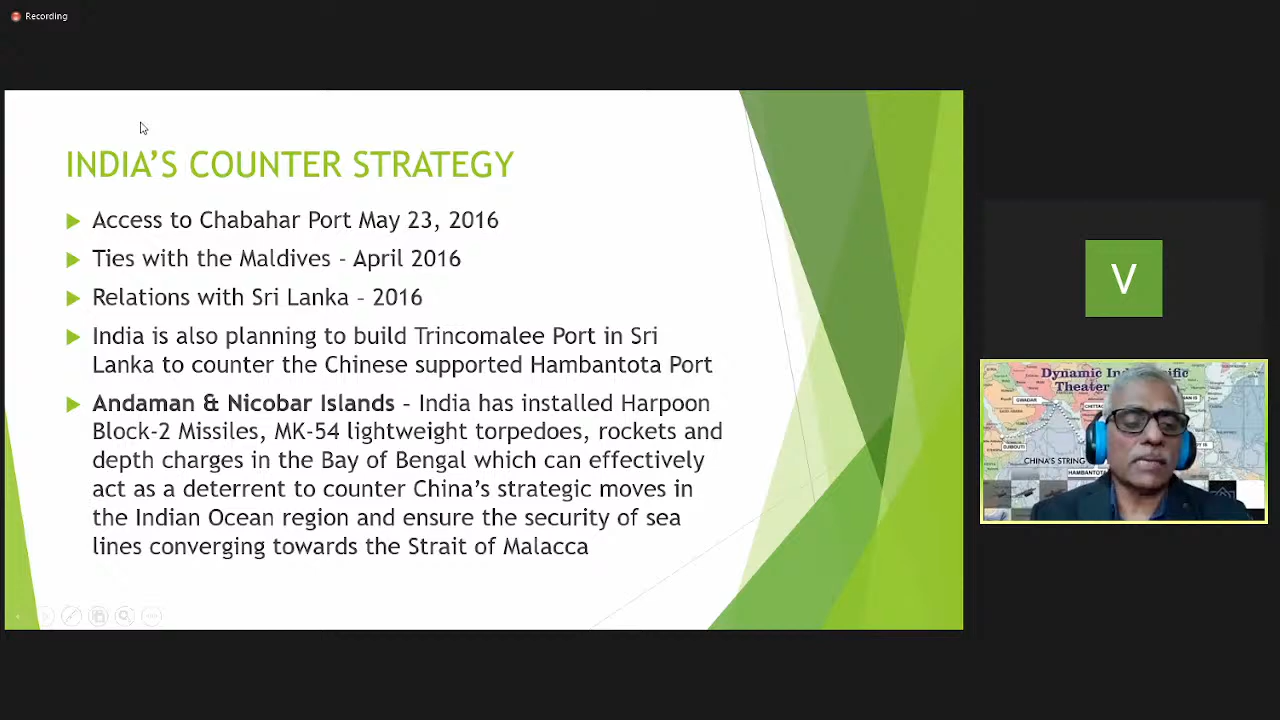 Recording
INDIA'S COUNTER STRATEGY
Access to Chabahar Port May 23, 2016
Ties with the Maldives - April 2016
Relations with Sri Lanka – 2016
India is also planning to build Trincomalee Port in Sri
Lanka to counter the Chinese supported Hambantota Port
Andaman & Nicobar Islands – India has installed Harpoon
Block-2 Missiles, MK-54 lightweight torpedoes, rockets and
depth charges in the Bay of Bengal which can effectively
act as a deterrent to counter China's strategic moves in
the Indian Ocean region and ensure the security of sea
lines converging towards the Strait of Malacca
V
Dynamic
Theater
GWADAR
DJIBOUTI
CHINA'S STRING